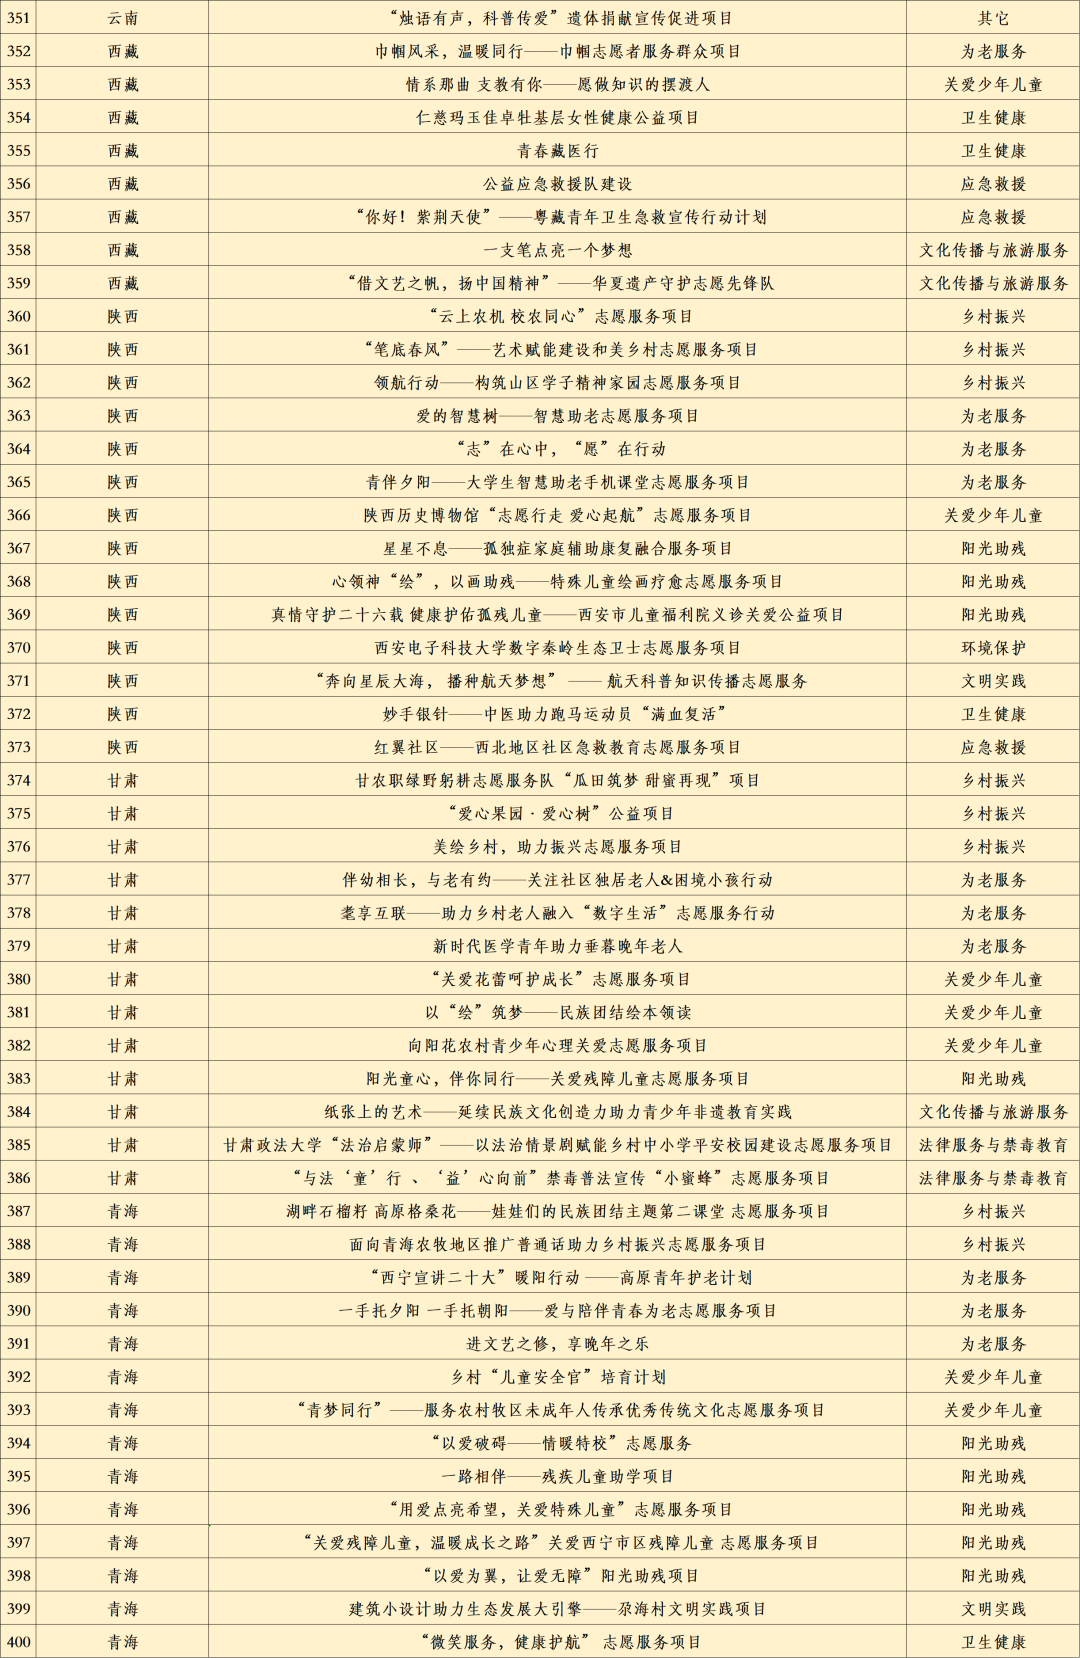 351 云南 “烛语有声，科普传爱”遗体捐献宣传促进项目 其它
352 西藏 巾帼风采，温暖同行——巾帼志愿者服务群众项目 为老服务
353 西藏 情系那曲 支教有你——愿做知识的摆渡人 关爱少年儿童
354 西藏 仁慈玛玉佳卓牡基层女性健康公益项目 卫生健康
355 西藏 青春藏医行 卫生健康
356 西藏 公益应急救援队建设 应急救援
357 西藏 “你好！紫荆天使”——粤藏青年卫生急救宣传行动计划 应急救援
358 西藏 一支笔点亮一个梦想 文化传播与旅游服务
359 西藏 “借文艺之帆，扬中国精神”——华夏遗产守护志愿先锋队 文化传播与旅游服务
360 陕西 “云上农机 校农同心”志愿服务项目 乡村振兴
361 陕西 “笔底春风”——艺术赋能建设和美乡村志愿服务项目 乡村振兴
362 陕西 领航行动——构筑山区学子精神家园志愿服务项目 乡村振兴
363 陕西 爱的智慧树——智慧助老志愿服务项目 为老服务
364 陕西 “志”在心中，“愿”在行动 为老服务
365 陕西 青伴夕阳——大学生智慧助老手机课堂志愿服务项目 为老服务
366 陕西 陕西历史博物馆“志愿行走 爱心起航”志愿服务项目 关爱少年儿童
367 陕西 星星不息——孤独症家庭辅助康复融合服务项目 阳光助残
368 陕西 心领神“绘”，以画助残——特殊儿童绘画疗愈志愿服务项目 阳光助残
369 陕西 真情守护二十六载 健康护佑孤残儿童——西安市儿童福利院义诊关爱公益项目 阳光助残
370 陕西 西安电子科技大学数字秦岭生态卫士志愿服务项目 环境保护
371 陕西 “奔向星辰大海， 播种航天梦想” —— 航天科普知识传播志愿服务 文明实践
372 陕西 妙手银针——中医助力跑马运动员“满血复活” 卫生健康
373 陕西 红翼社区——西北地区社区急救教育志愿服务项目 应急救援
374 甘肃 甘农职绿野躬耕志愿服务队“瓜田筑梦 甜蜜再现”项目 乡村振兴
375 甘肃 “爱心果园·爱心树”公益项目 乡村振兴
376 甘肃 美绘乡村，助力振兴志愿服务项目 乡村振兴
377 甘肃 伴幼相长，与老有约——关注社区独居老人&困境小孩行动 为老服务
378 甘肃 耄享互联——助力乡村老人融入“数字生活”志愿服务行动 为老服务
379 甘肃 新时代医学青年助力垂暮晚年老人 为老服务
380 甘肃 “关爱花蕾呵护成长”志愿服务项目 关爱少年儿童
381 甘肃 以“绘”筑梦——民族团结绘本领读 关爱少年儿童
382 甘肃 向阳花农村青少年心理关爱志愿服务项目 关爱少年儿童
383 甘肃 阳光童心，伴你同行——关爱残障儿童志愿服务项目 阳光助残
384 甘肃 纸张上的艺术——延续民族文化创造力助力青少年非遗教育实践 文化传播与旅游服务
385 甘肃 甘肃政法大学“法治启蒙师”——以法治情景剧赋能乡村中小学平安校园建设志愿服务项目 法律服务与禁毒教育
386 甘肃 “与法‘童’行 、‘益’心向前”禁毒普法宣传“小蜜蜂”志愿服务项目 法律服务与禁毒教育
387 青海 湖畔石榴籽 高原格桑花——娃娃们的民族团结主题第二课堂 志愿服务项目 乡村振兴
388 青海 面向青海农牧地区推广普通话助力乡村振兴志愿服务项目 乡村振兴
389 青海 “西宁宣讲二十大”暖阳行动 ——高原青年护老计划 为老服务
390 青海 一手托夕阳 一手托朝阳——爱与陪伴青春为老志愿服务项目 为老服务
391 青海 进文艺之修，享晚年之乐 为老服务
392 青海 乡村“儿童安全官”培育计划 关爱少年儿童
393 青海 “青梦同行”——服务农村牧区未成年人传承优秀传统文化志愿服务项目 关爱少年儿童
394 青海 “以爱破碍——情暖特校”志愿服务 阳光助残
395 青海 一路相伴——残疾儿童助学项目 阳光助残
396 青海 “用爱点亮希望，关爱特殊儿童”志愿服务项目 阳光助残
397 青海 “关爱残障儿童，温暖成长之路”关爱西宁市区残障儿童 志愿服务项目 阳光助残
398 青海 “以爱为翼，让爱无障”阳光助残项目 阳光助残
399 青海 建筑小设计助力生态发展大引擎——尕海村文明实践项目 文明实践
400 青海 “微笑服务，健康护航” 志愿服务项目 卫生健康